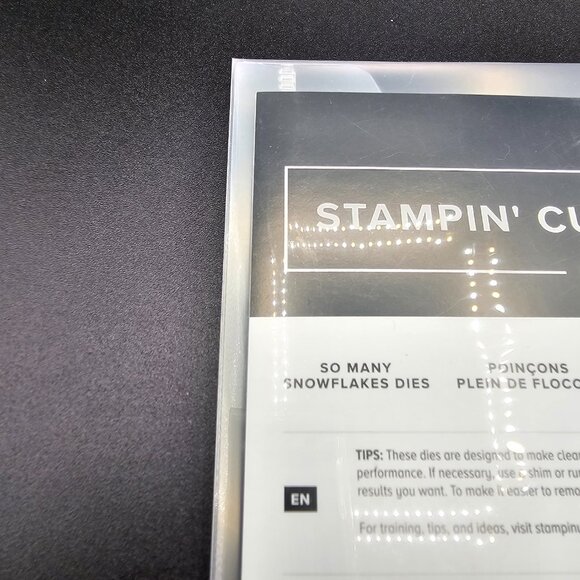 STAMPIN' CU
SO MANY
SNOWFLAKES DIES
POINÇONS
PLEIN DE FLOCO
TIPS: These dies are designed to make clea
performance. If necessary, use a shim or ru
results you want. To make it easier to remo
EN
For training, tips, and ideas, visit stampinu